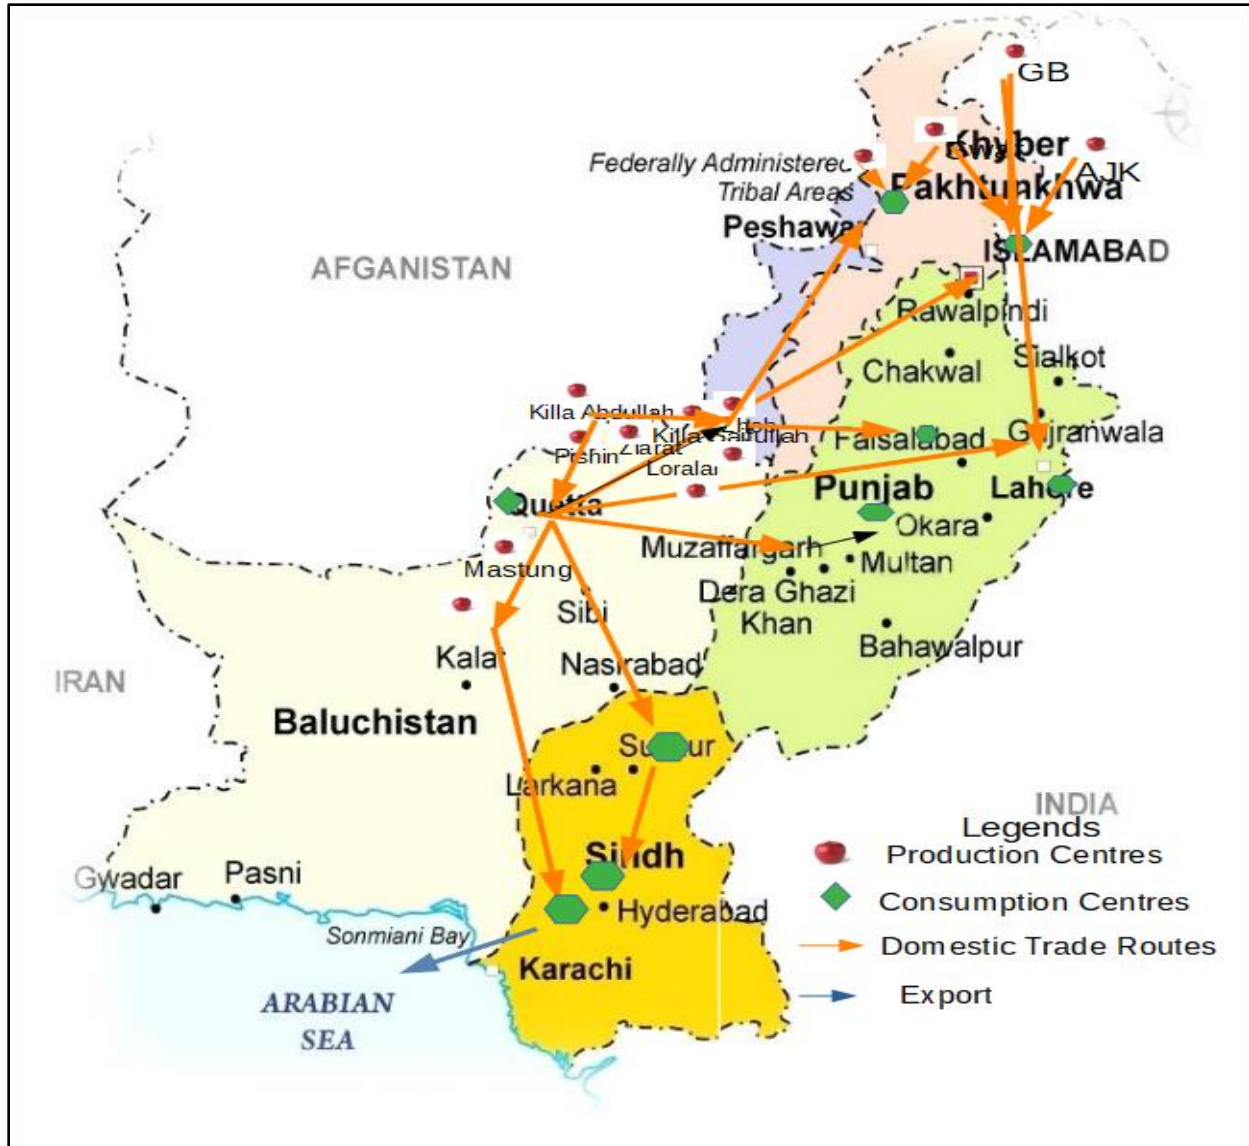 GB
Khyber
AJK
Federally Administered
Tribal Areas
Pakhtunkhwa
Peshawar
ISLAMABAD
AFGANISTAN
Rawalpindi
Sialkot
Chakwal
Killa Abdullah
Killa Saifullah
Faisalabad
Gujranwala
Pishin
Ziarat
Loralai
Punjab
Lahore
Quetta
Okara
Muzaffargarh
Multan
Mastung
Dera Ghazi
Khan
Sibi
Bahawalpur
Kalat
Nasirabad
IRAN
Baluchistan
Larkana
INDIA
Legends
Production Centres
Sindh
Gwadar
Pasni
Consumption Centres
Hyderabad
Sonmiani Bay
Domestic Trade Routes
Karachi
Export
ARABIAN
SEA